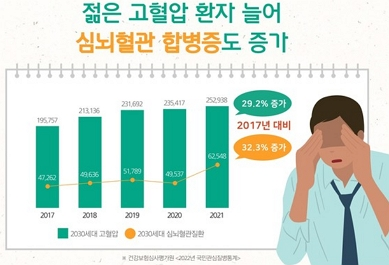 젊은 고혈압 환자 늘어
심뇌혈관 합병증도 증가
195,757
213,136
231,692
235,417
252,938
29.2% 증가
2017년 대비
32.3% 증가
47,262
49,636
51,789
49,537
62,548
2017
2018
2019
2020
2021
2030세대 고혈압
2030세대 심뇌혈관질환
※ 건강보험심사평가원 <2022년 국민관심질병통계>